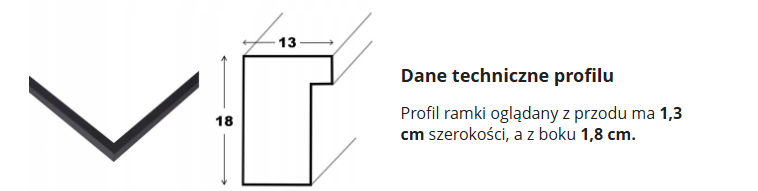 13
18
Dane techniczne profilu
Profil ramki oglądany z przodu ma 1,3
cm szerokości, a z boku 1,8 cm.